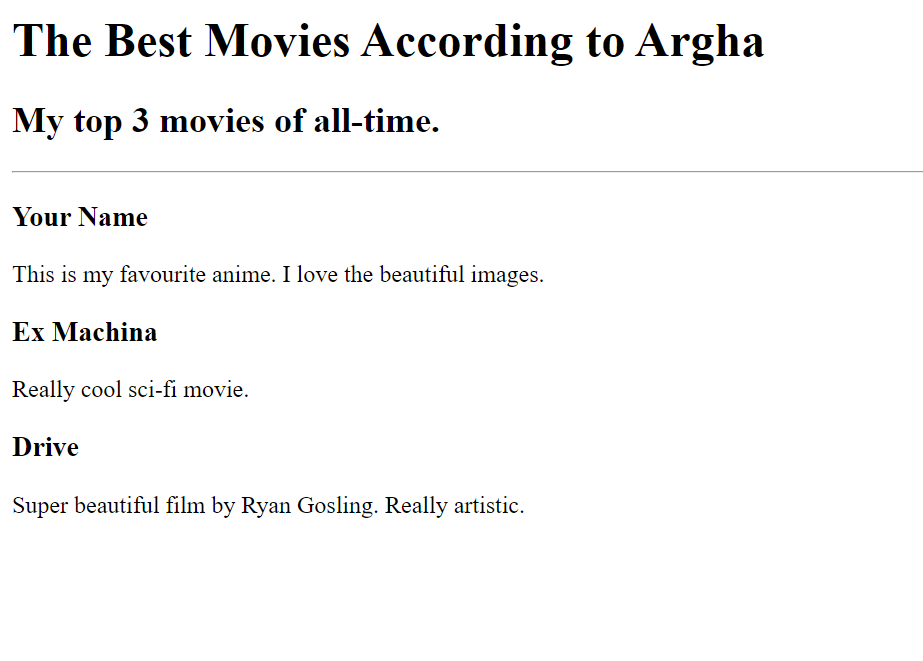 The Best Movies According to Argha
My top 3 movies of all-time.
Your Name
This is my favourite anime. I love the beautiful images.
Ex Machina
Really cool sci-fi movie.
Drive
Super beautiful film by Ryan Gosling. Really artistic.